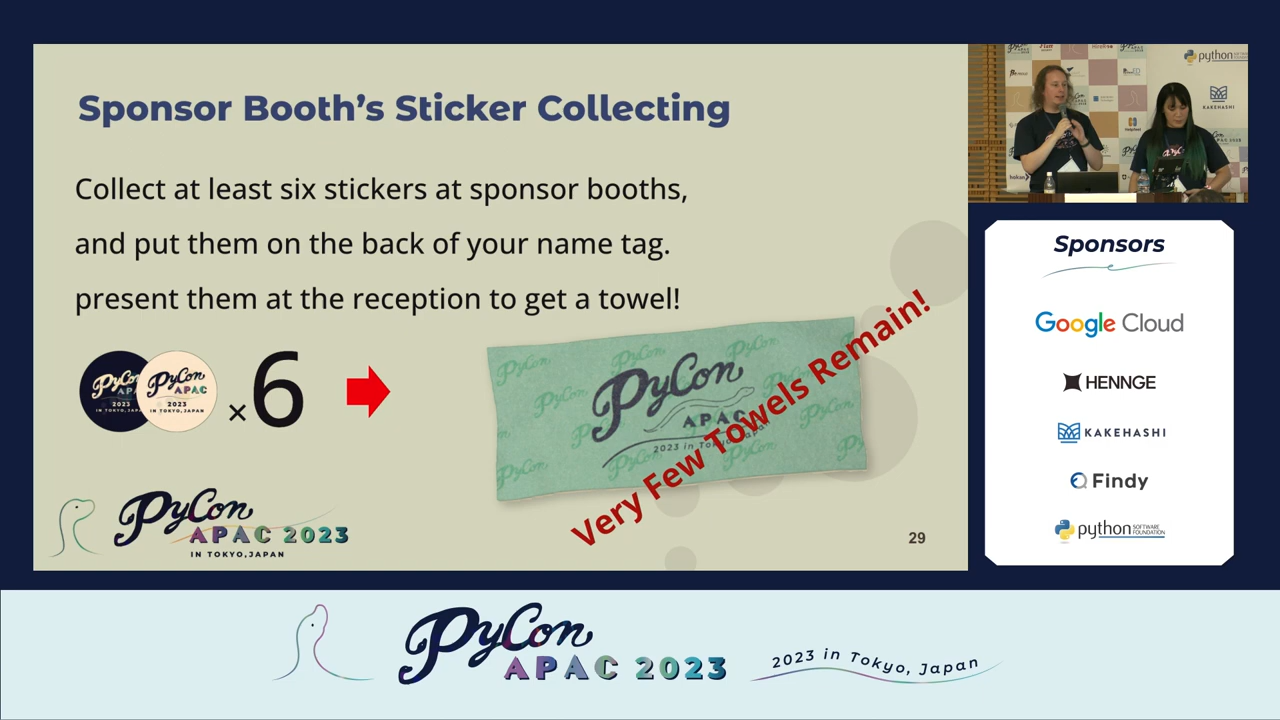 Sponsor Booth's Sticker Collecting
Collect at least six stickers at sponsor booths,
and put them on the back of your name tag.
present them at the reception to get a towel!
PyCon
APAC
2023
IN TOKYO,JAPAN
×6
PyCon
APAC
2023 in Tokyo, Japan
Very Few Towels Remain!
PyCon
APAC 2023
IN TOKYO,JAPAN
29
python
KAKEHASHI
Sponsors
Google Cloud
HENNGE
KAKEHASHI
Findy
python SOFTWARE FOUNDATION
PyCon
APAC 2023
2023 in Tokyo, Japan